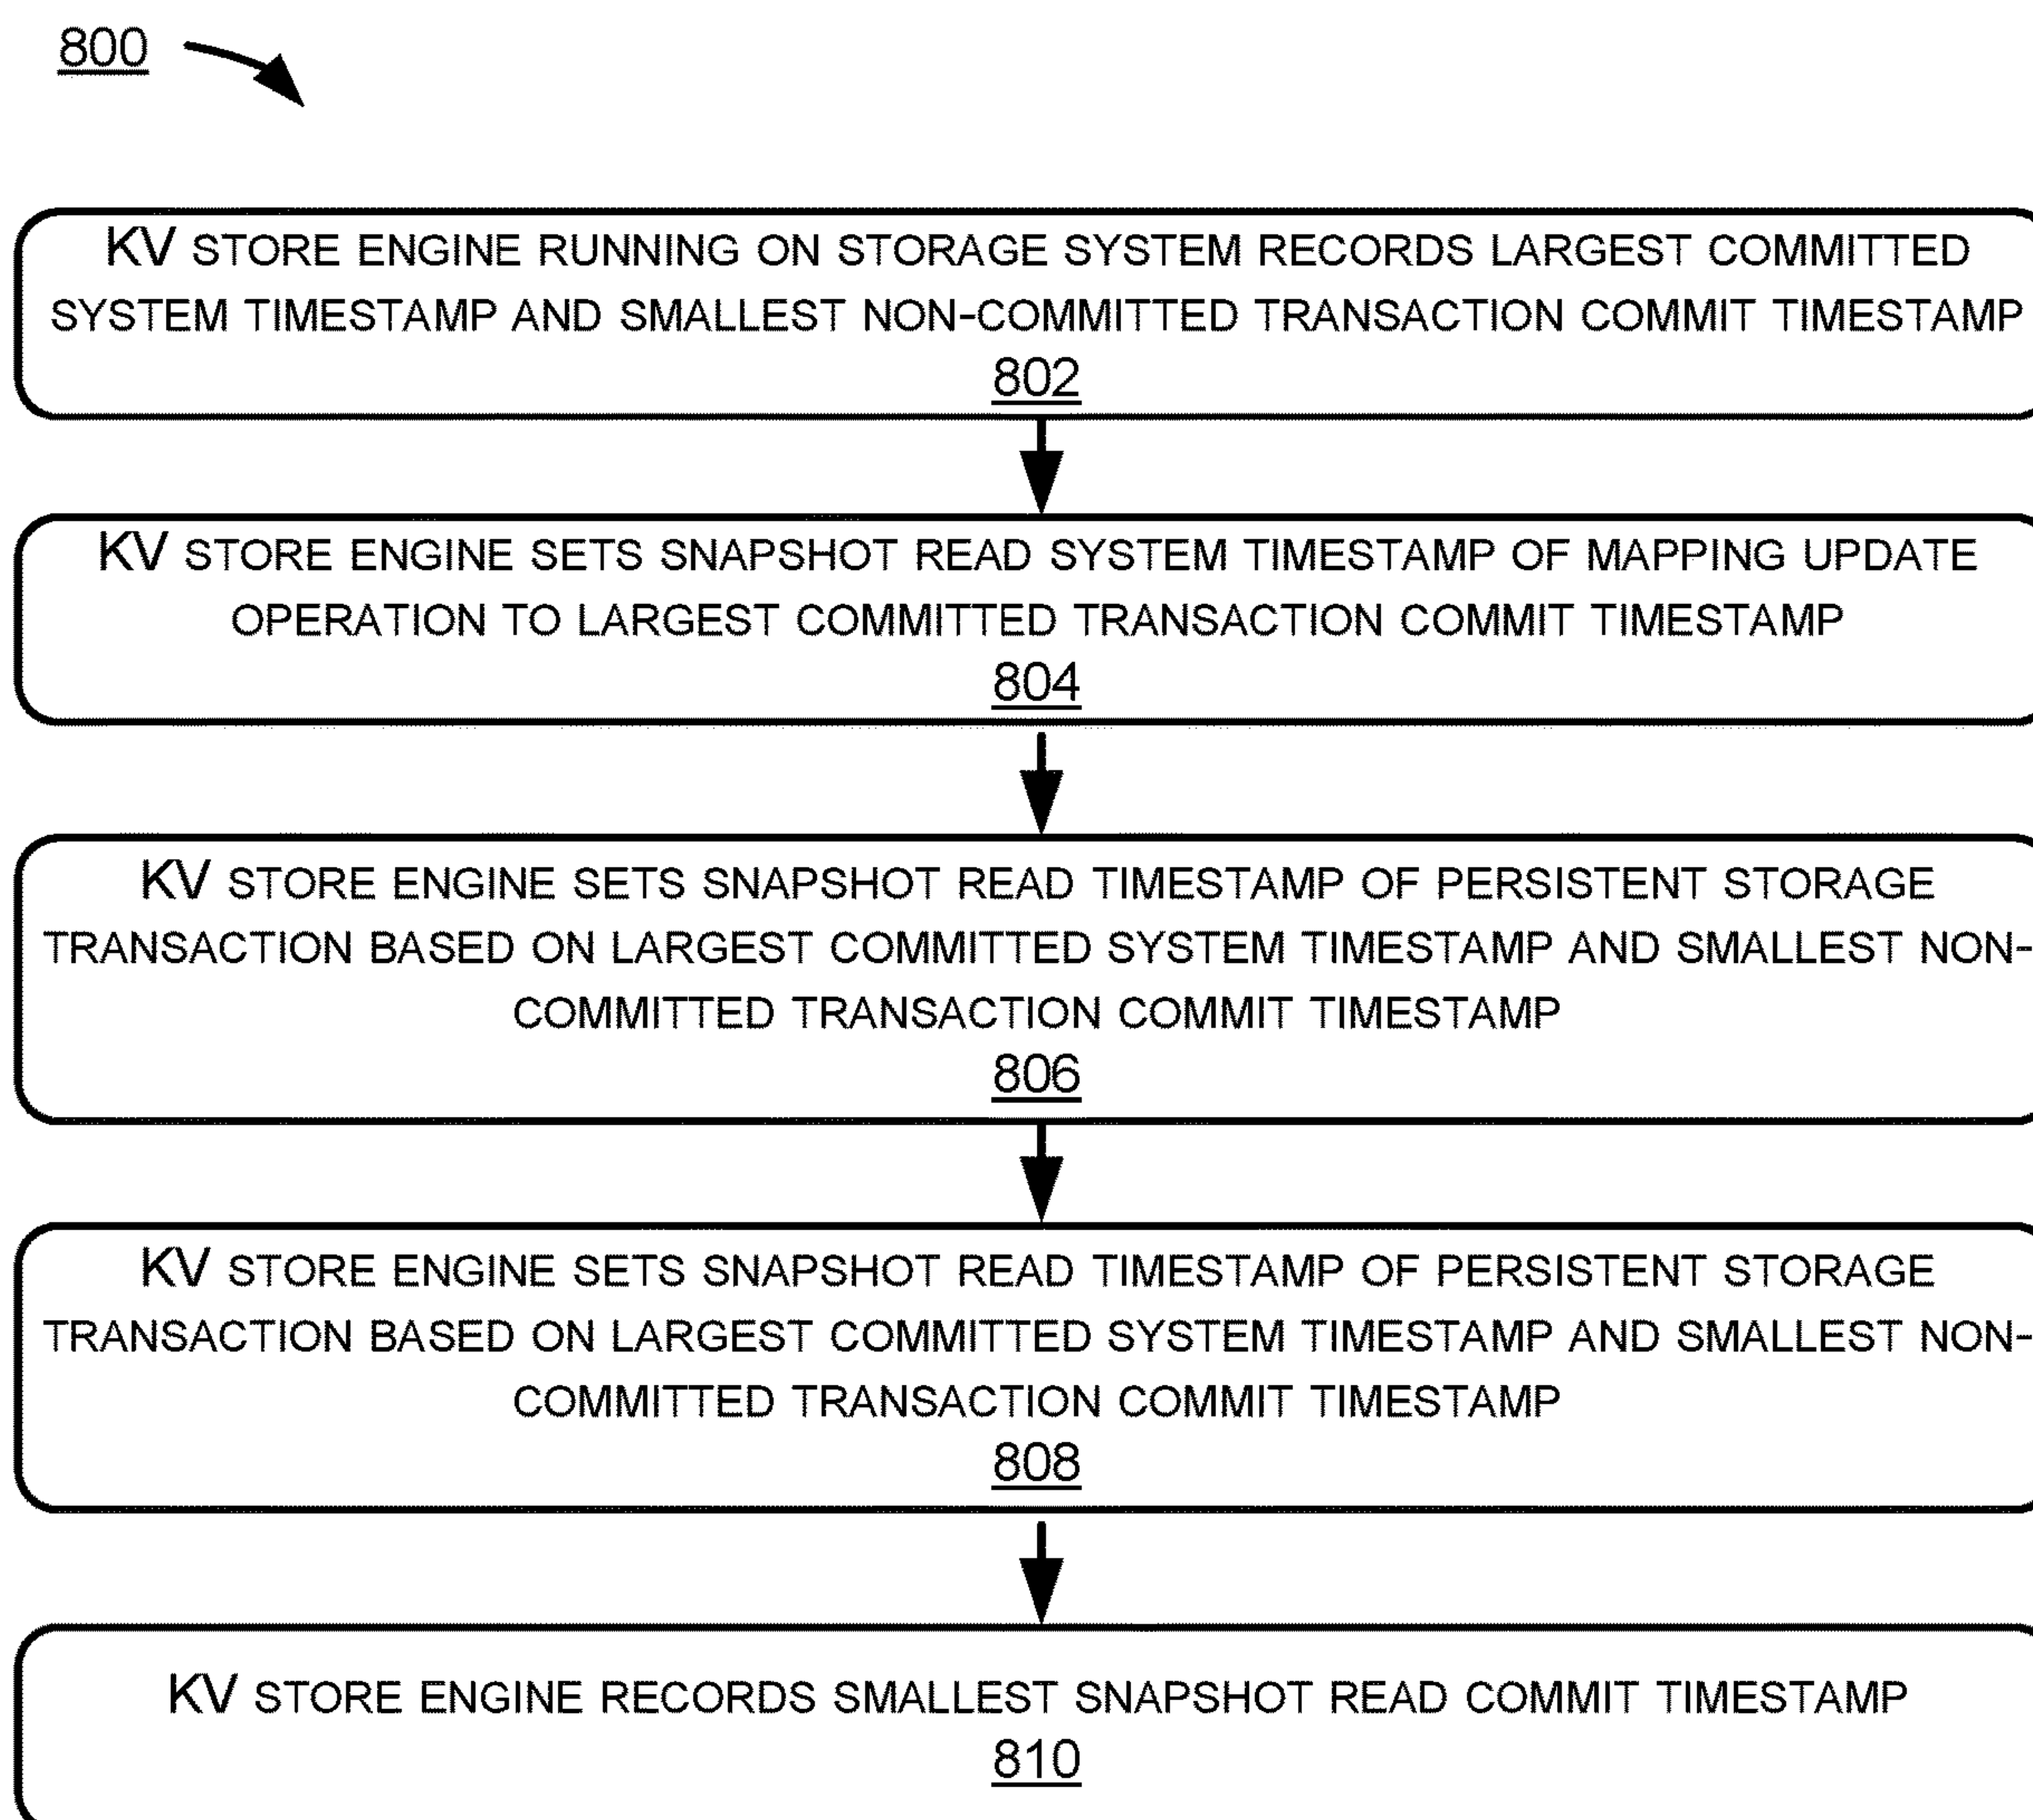 800
KV STORE ENGINE RUNNING ON STORAGE SYSTEM RECORDS LARGEST COMMITTED
SYSTEM TIMESTAMP AND SMALLEST NON-COMMITTED TRANSACTION COMMIT TIMESTAMP
802
KV STORE ENGINE SETS SNAPSHOT READ SYSTEM TIMESTAMP OF MAPPING UPDATE
OPERATION TO LARGEST COMMITTED TRANSACTION COMMIT TIMESTAMP
804
KV STORE ENGINE SETS SNAPSHOT READ TIMESTAMP OF PERSISTENT STORAGE
TRANSACTION BASED ON LARGEST COMMITTED SYSTEM TIMESTAMP AND SMALLEST NON-
COMMITTED TRANSACTION COMMIT TIMESTAMP
806
KV STORE ENGINE SETS SNAPSHOT READ TIMESTAMP OF PERSISTENT STORAGE
TRANSACTION BASED ON LARGEST COMMITTED SYSTEM TIMESTAMP AND SMALLEST NON-
COMMITTED TRANSACTION COMMIT TIMESTAMP
808
KV STORE ENGINE RECORDS SMALLEST SNAPSHOT READ COMMIT TIMESTAMP
810